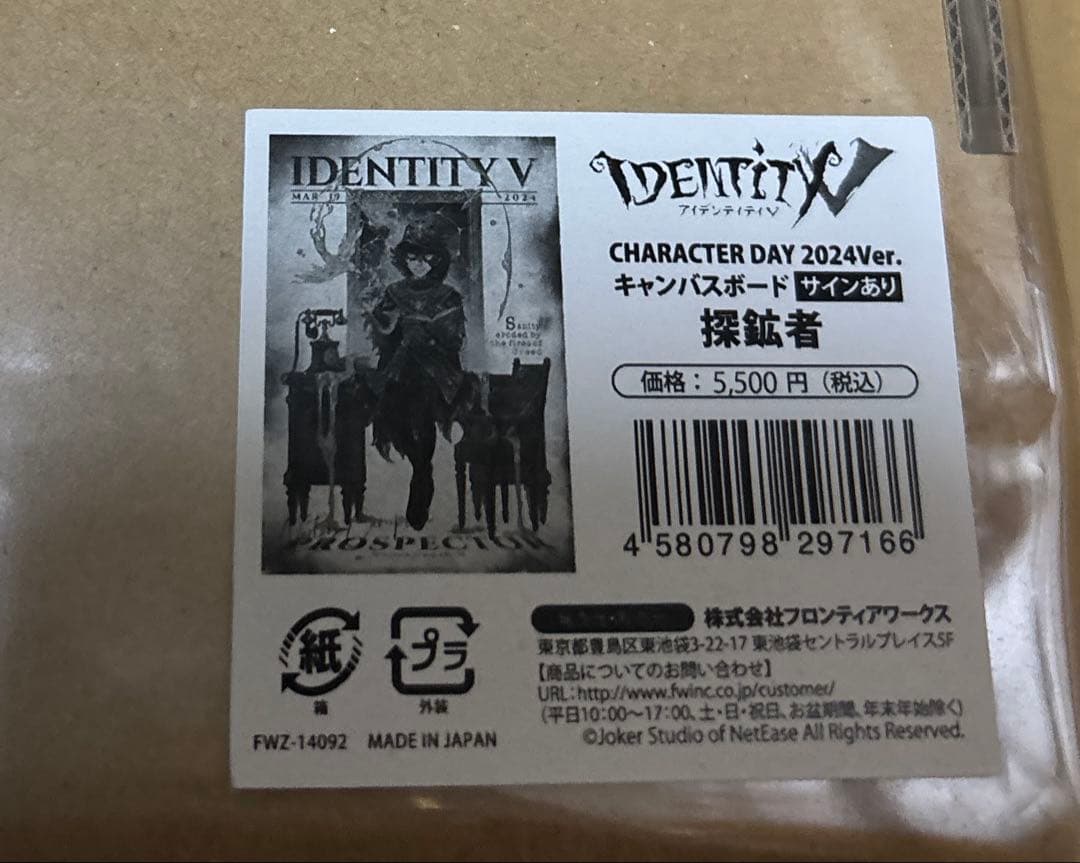 IDENTITY V
MAR 19 2024
Sanity
eroded by
the fires of
Greed
PROSPECTOR
IDENTITY V
アイデンティティV
CHARACTER DAY 2024Ver.
キャンバスボード サインあり
探鉱者
価格：5,500 円（税込）
4 580798 297166
紙
箱
プラ
外装
FWZ-14092 MADE IN JAPAN
株式会社フロンティアワークス
東京都豊島区東池袋3-22-17 東池袋セントラルプレイス5F
【商品についてのお問い合わせ】
URL:http://www.fwinc.co.jp/customer/
（平日10：00～17：00、土・日・祝日、お盆期間、年末年始除く）
©Joker Studio of NetEase All Rights Reserved.